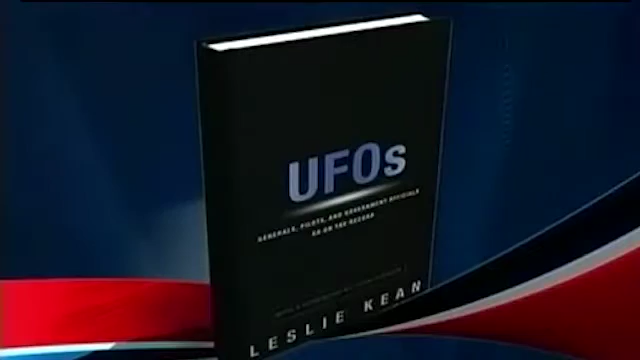 UFOs
GENERALS, PILOTS, AND GOVERNMENT OFFICIALS
GO ON THE RECORD
LESLIE KEAN